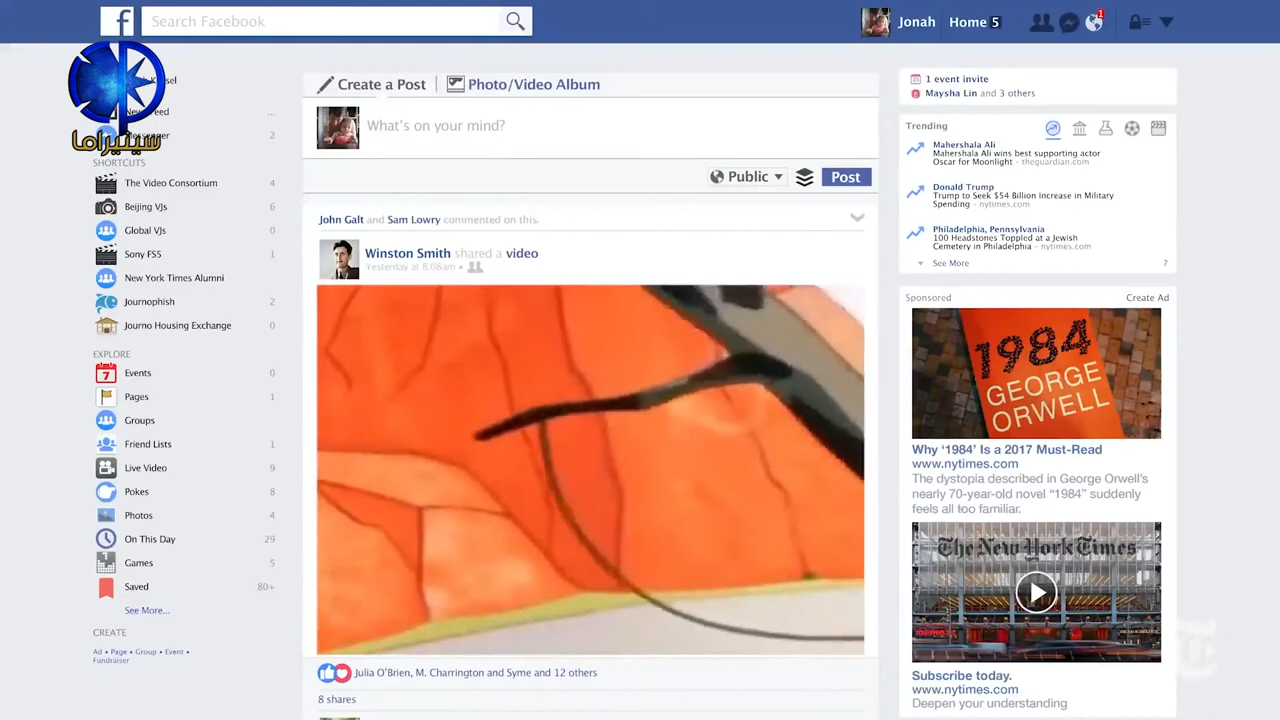 f
Search Facebook
Jonah
Home 5
1
سينيراما
Messenger 2
SHORTCUTS
The Video Consortium 4
Beijing VJs 6
Global VJs 0
Sony FS5 1
New York Times Alumni
Journophish 2
Journo Housing Exchange 0
EXPLORE
7 Events 0
Pages 1
Groups
Friend Lists 1
Live Video 9
Pokes 8
Photos 4
On This Day 29
1 Games 5
Saved 80+
See More...
CREATE
Ad • Page • Group • Event •
Fundraiser
Create a Post
Photo/Video Album
What's on your mind?
Public
Post
John Galt and Sam Lowry commented on this.
Winston Smith shared a video
Yesterday at 8:08am •
Julia O'Brien, M. Charrington and Syme and 12 others
8 shares
1 event invite
Maysha Lin and 3 others
Trending
Mahershala Ali
Mahershala Ali wins best supporting actor
Oscar for Moonlight - theguardian.com
Donald Trump
Trump to Seek $54 Billion Increase in Military
Spending - nytimes.com
Philadelphia, Pennsylvania
100 Headstones Toppled at a Jewish
Cemetery in Philadelphia - nytimes.com
See More ?
Sponsored Create Ad
1984
GEORGE
ORWELL
Why ‘1984’ Is a 2017 Must-Read
www.nytimes.com
The dystopia described in George Orwell’s
nearly 70-year-old novel “1984” suddenly
feels all too familiar.
The New York Times
Subscribe today.
www.nytimes.com
Deepen your understanding